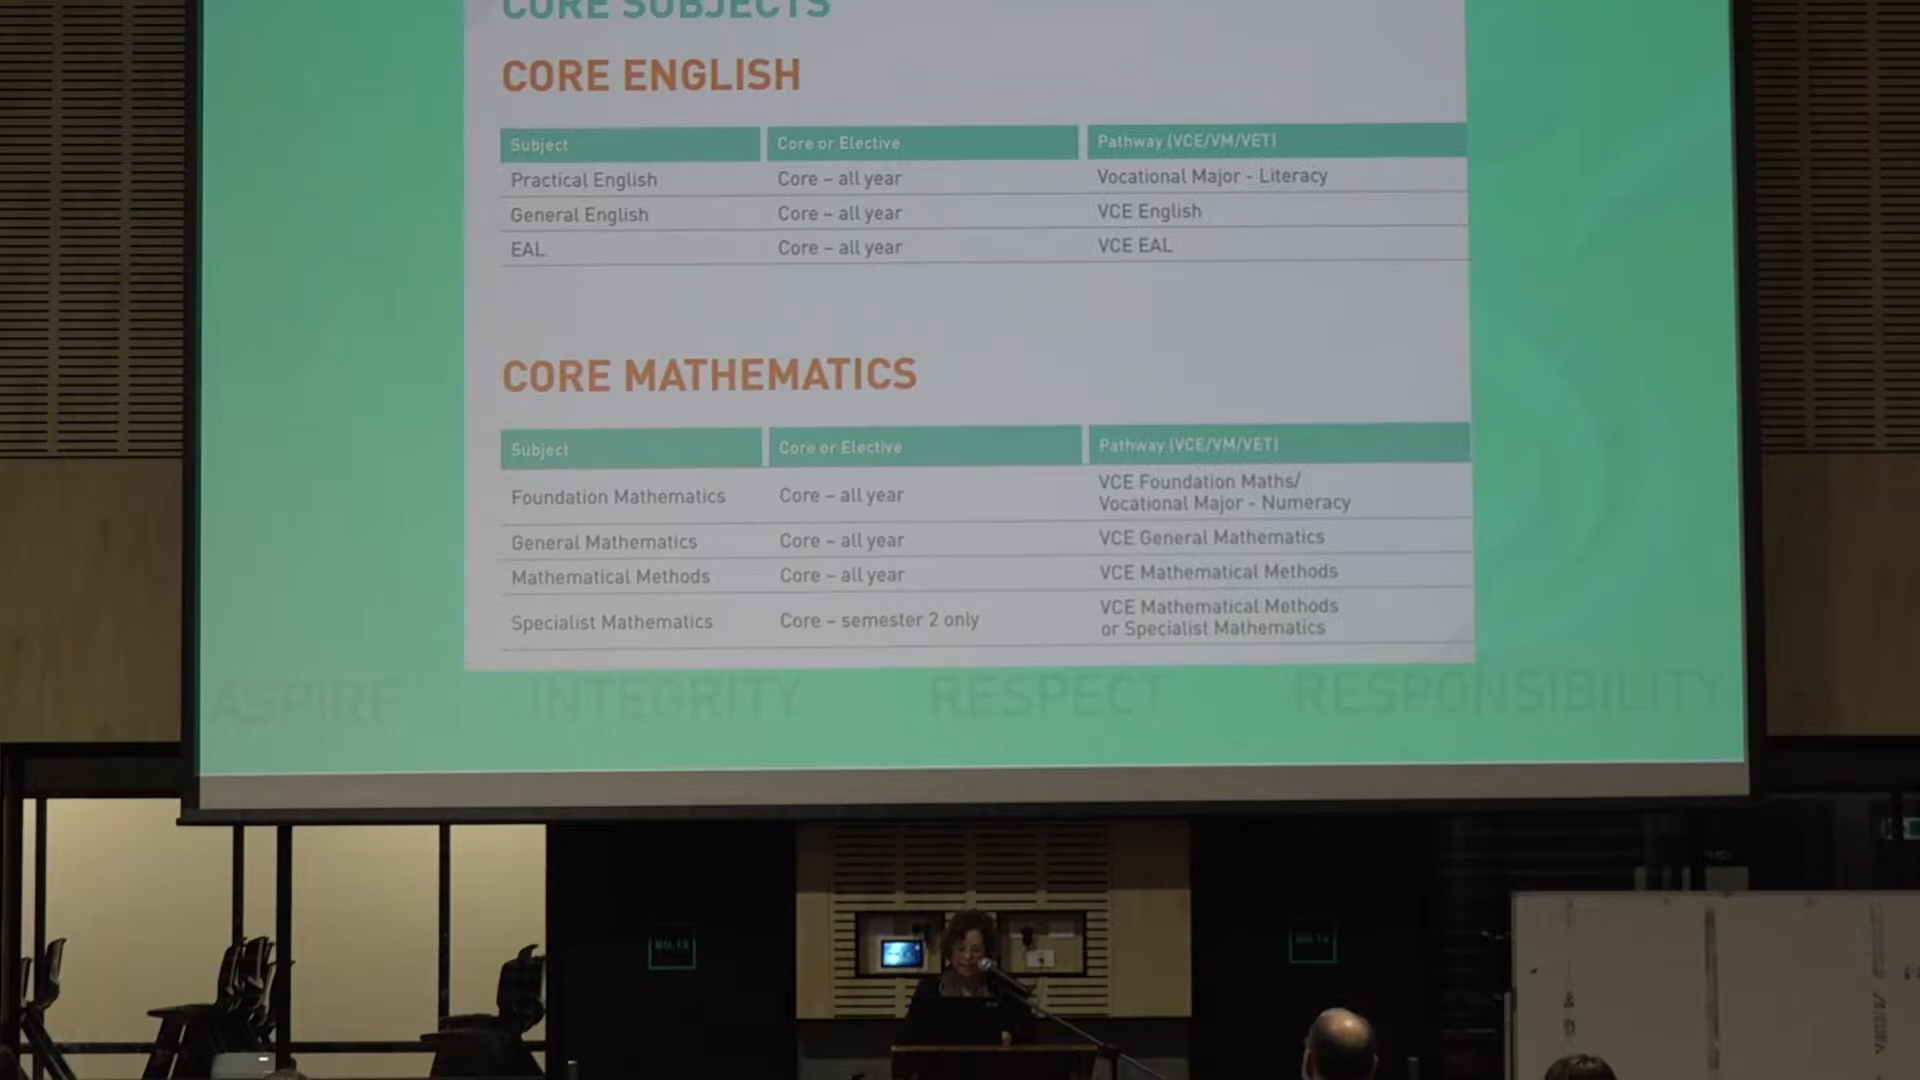 CORE SUBJECTS
CORE ENGLISH
Subject Core or Elective Pathway (VCE/VM/VET)
Practical English Core – all year Vocational Major - Literacy
General English Core – all year VCE English
EAL Core – all year VCE EAL
CORE MATHEMATICS
Subject Core or Elective Pathway (VCE/VM/VET)
Foundation Mathematics Core – all year VCE Foundation Maths/
Vocational Major - Numeracy
General Mathematics Core – all year VCE General Mathematics
Mathematical Methods Core – all year VCE Mathematical Methods
Specialist Mathematics Core – semester 2 only VCE Mathematical Methods
or Specialist Mathematics
ASPIRE INTEGRITY RESPECT RESPONSIBILITY